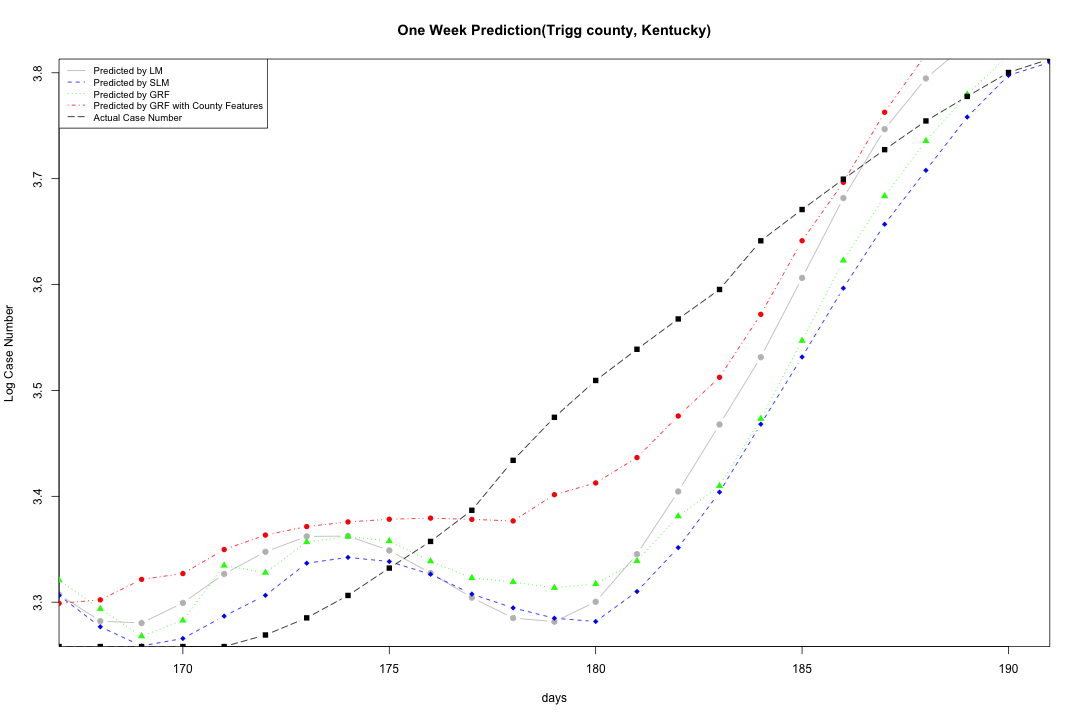 One Week Prediction(Trigg county, Kentucky)
Predicted by LM
Predicted by SLM
Predicted by GRF
Predicted by GRF with County Features
Actual Case Number
Log Case Number
3.8
3.7
3.6
3.5
3.4
3.3
170 175 180 185 190
days